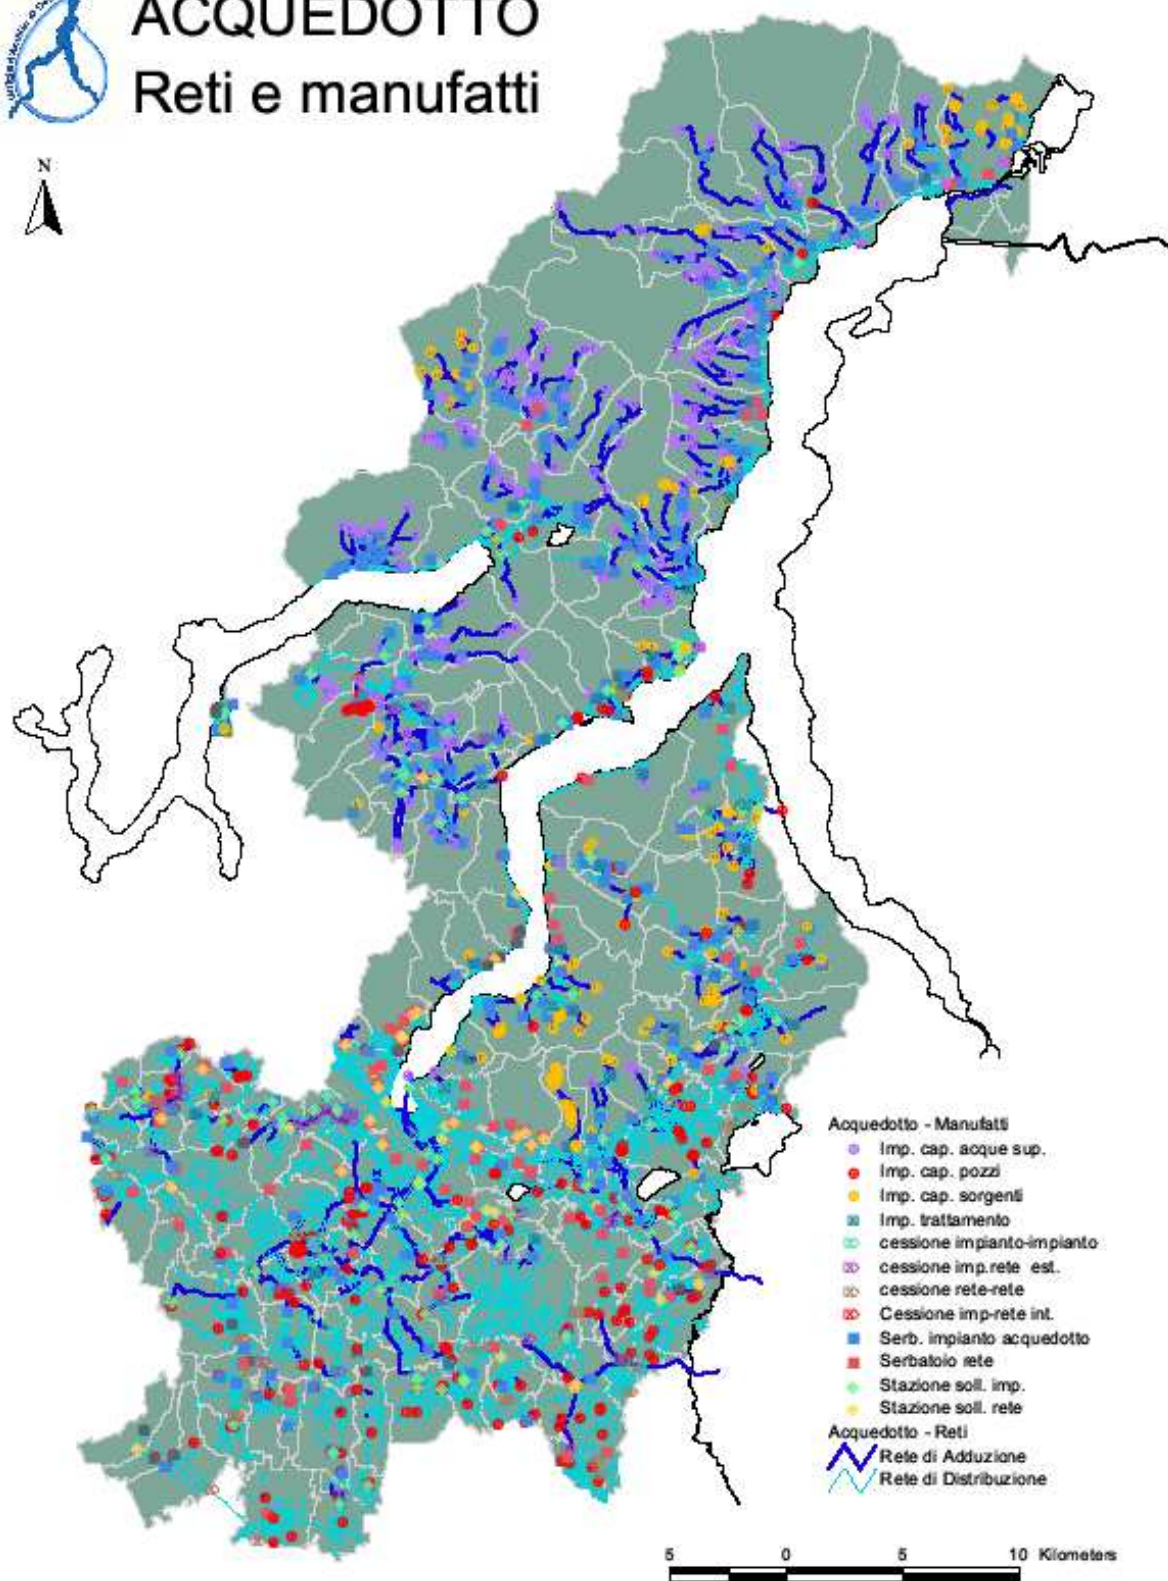 ACQUEDOTTO
Reti e manufatti
N
Acquedotto - Manufatti
Imp. cap. acque sup.
Imp. cap. pozzi
Imp. cap. sorgenti
Imp. trattamento
cessione impianto-impianto
cessione imp.rete est.
cessione rete-rete
Cessione imp-rete int.
Serb. impianto acquedotto
Serbatoio rete
Stazione soll. imp.
Stazione soll. rete
Acquedotto - Reti
Rete di Adduzione
Rete di Distribuzione
5 0 5 10 Kilometers